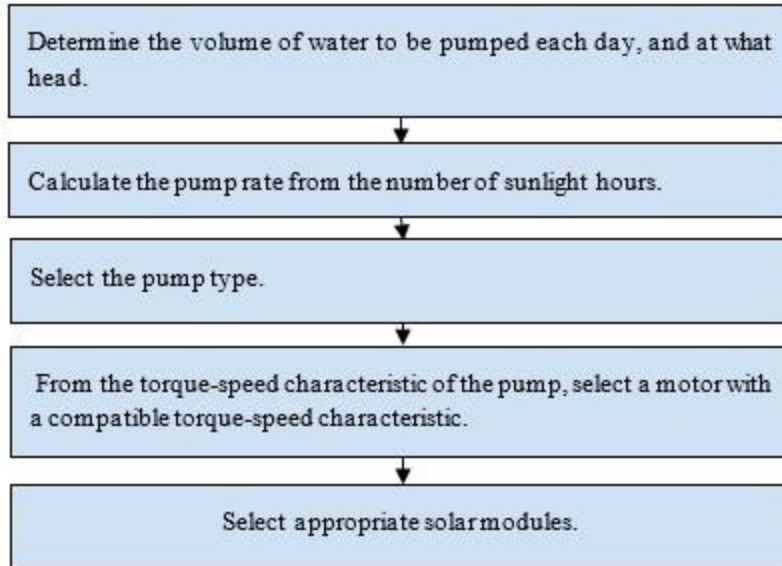 Determine the volume of water to be pumped each day, and at what
head.
Calculate the pump rate from the number of sunlight hours.
Select the pump type.
From the torque-speed characteristic of the pump, select a motor with
a compatible torque-speed characteristic.
Select appropriate solar modules.